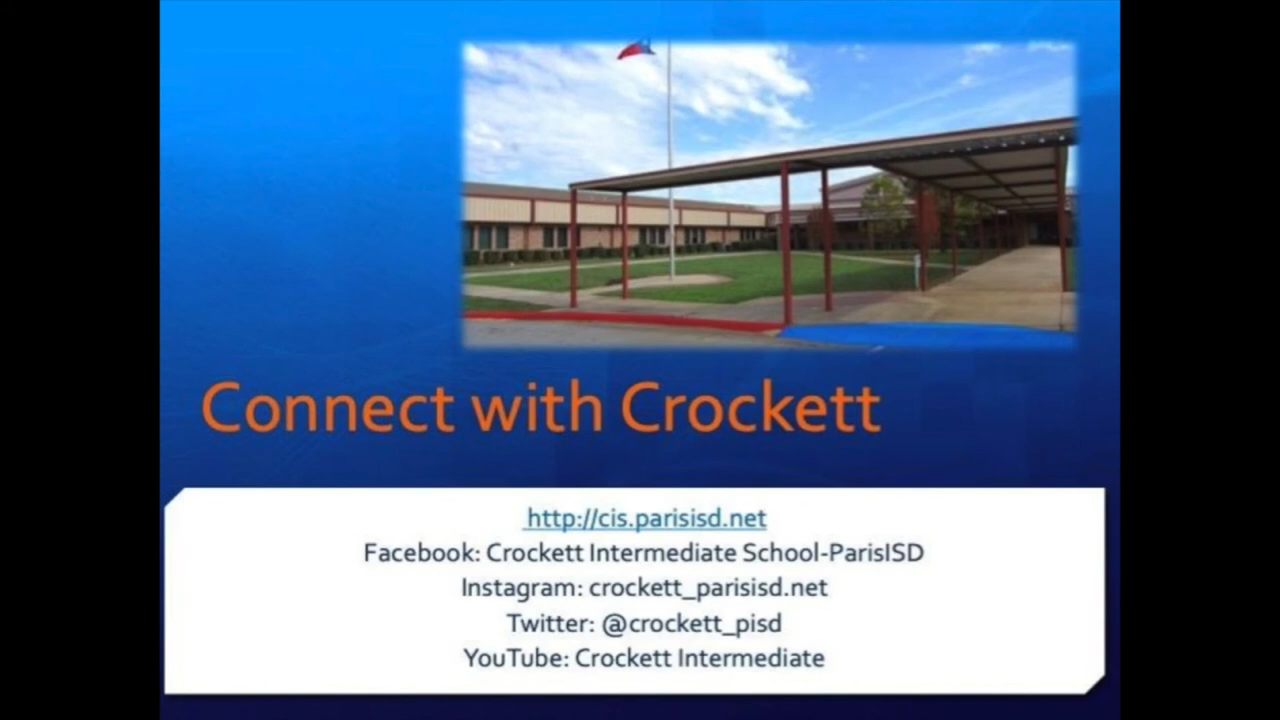 Connect with Crockett
http://cis.parisisd.net
Facebook: Crockett Intermediate School-ParisISD
Instagram: crockett_parisisd.net
Twitter: @crockett_pisd
YouTube: Crockett Intermediate